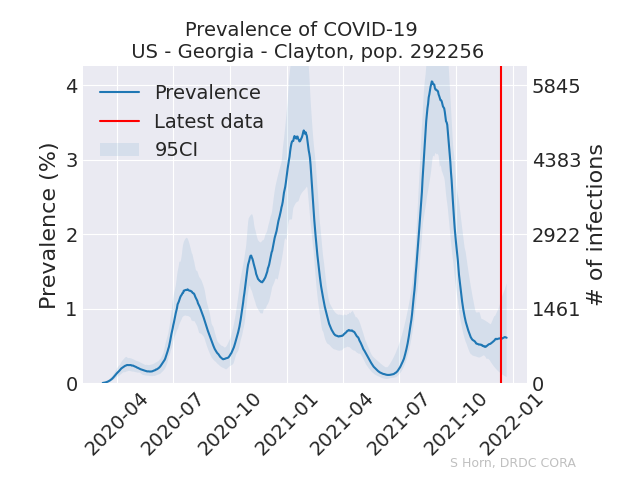 Prevalence of COVID-19
US - Georgia - Clayton, pop. 292256
Prevalence
Latest data
95CI
Prevalence (%)
4
3
2
1
0
# of infections
5845
4383
2922
1461
0
2020-04
2020-07
2020-10
2021-01
2021-04
2021-07
2021-10
2022-01
S Horn, DRDC CORA